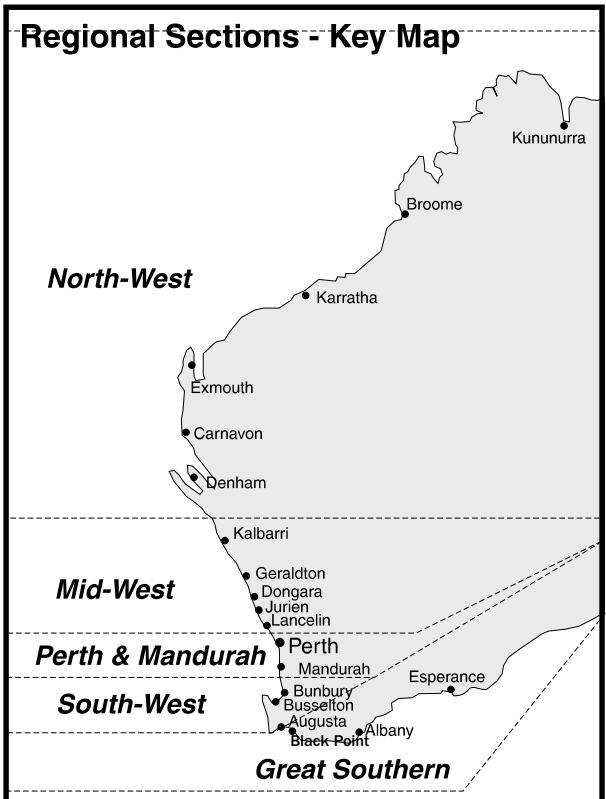 Regional Sections - Key Map
Kununurra
Broome
North-West
Karratha
Exmouth
Carnavon
Denham
Kalbarri
Geraldton
Mid-West
Dongara
Jurien
Lancelin
Perth
Perth & Mandurah
Mandurah
Esperance
Bunbury
South-West
Busselton
Augusta
Albany
Black Point
Great Southern